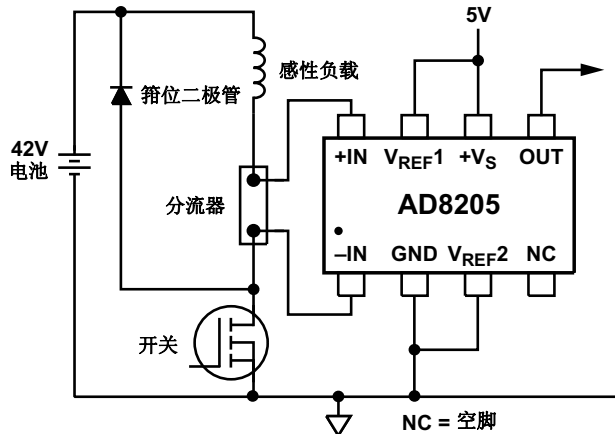 5V
感性负载
箝位二极管
42V
电池
+IN VREF1 +VS OUT
分流器
AD8205
–IN GND VREF2 NC
开关
NC = 空脚